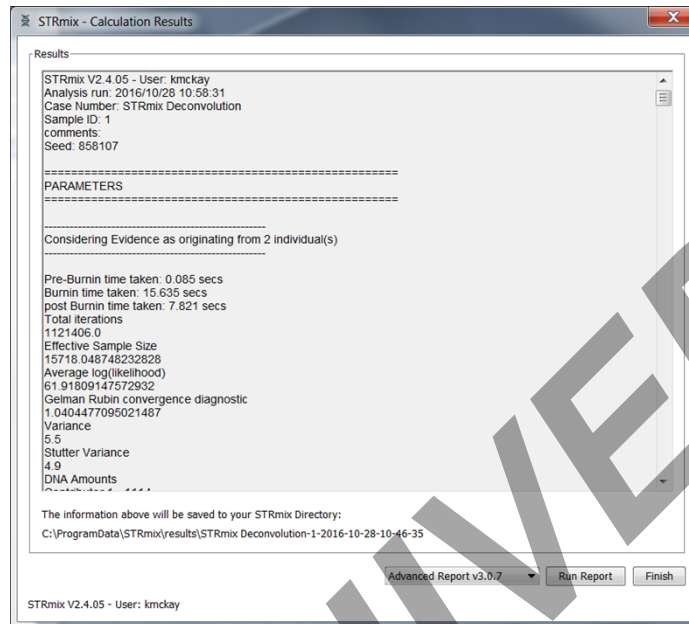 STRmix - Calculation Results
Results
STRmix V2.4.05 - User: kmckay
Analysis run: 2016/10/28 10:58:31
Case Number: STRmix Deconvolution
Sample ID: 1
comments:
Seed: 858107
=======================================================
PARAMETERS
=======================================================
-------------------------------------------------------
Considering Evidence as originating from 2 individual(s)
-------------------------------------------------------
Pre-Burnin time taken: 0.085 secs
Burnin time taken: 15.635 secs
post Burnin time taken: 7.821 secs
Total iterations
1121406.0
Effective Sample Size
15718.048748232828
Average log(likelihood)
61.91809147572932
Gelman Rubin convergence diagnostic
1.0404477095021487
Variance
5.5
Stutter Variance
4.9
DNA Amounts
The information above will be saved to your STRmix Directory:
C:\ProgramData\STRmix\results\STRmix Deconvolution-1-2016-10-28-10-46-35
Advanced Report v3.0.7
Run Report
Finish
STRmix V2.4.05 - User: kmckay